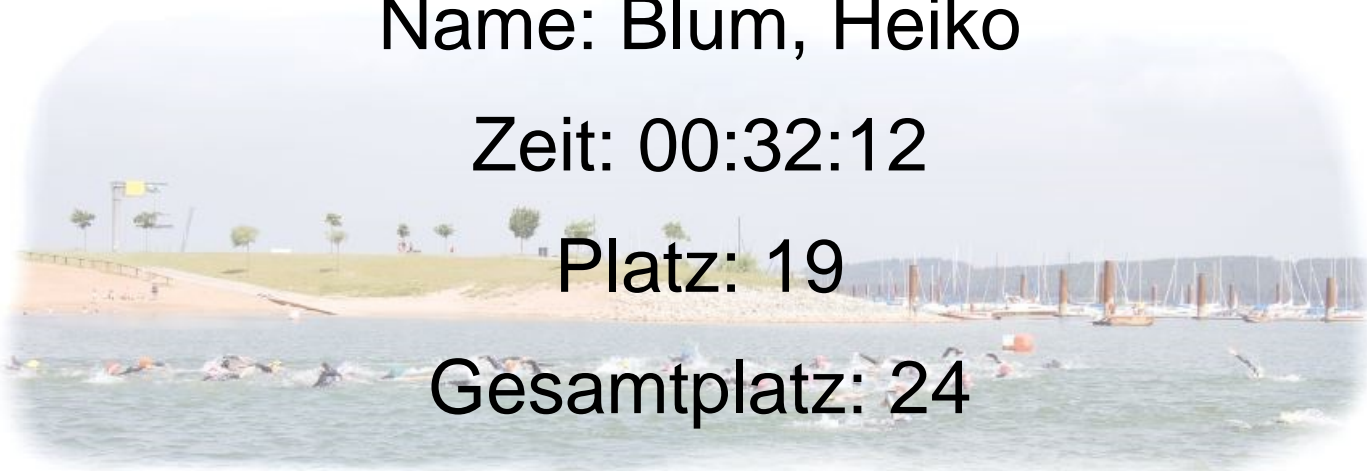 Name: Blum, Heiko
Zeit: 00:32:12
Platz: 19
Gesamtplatz: 24